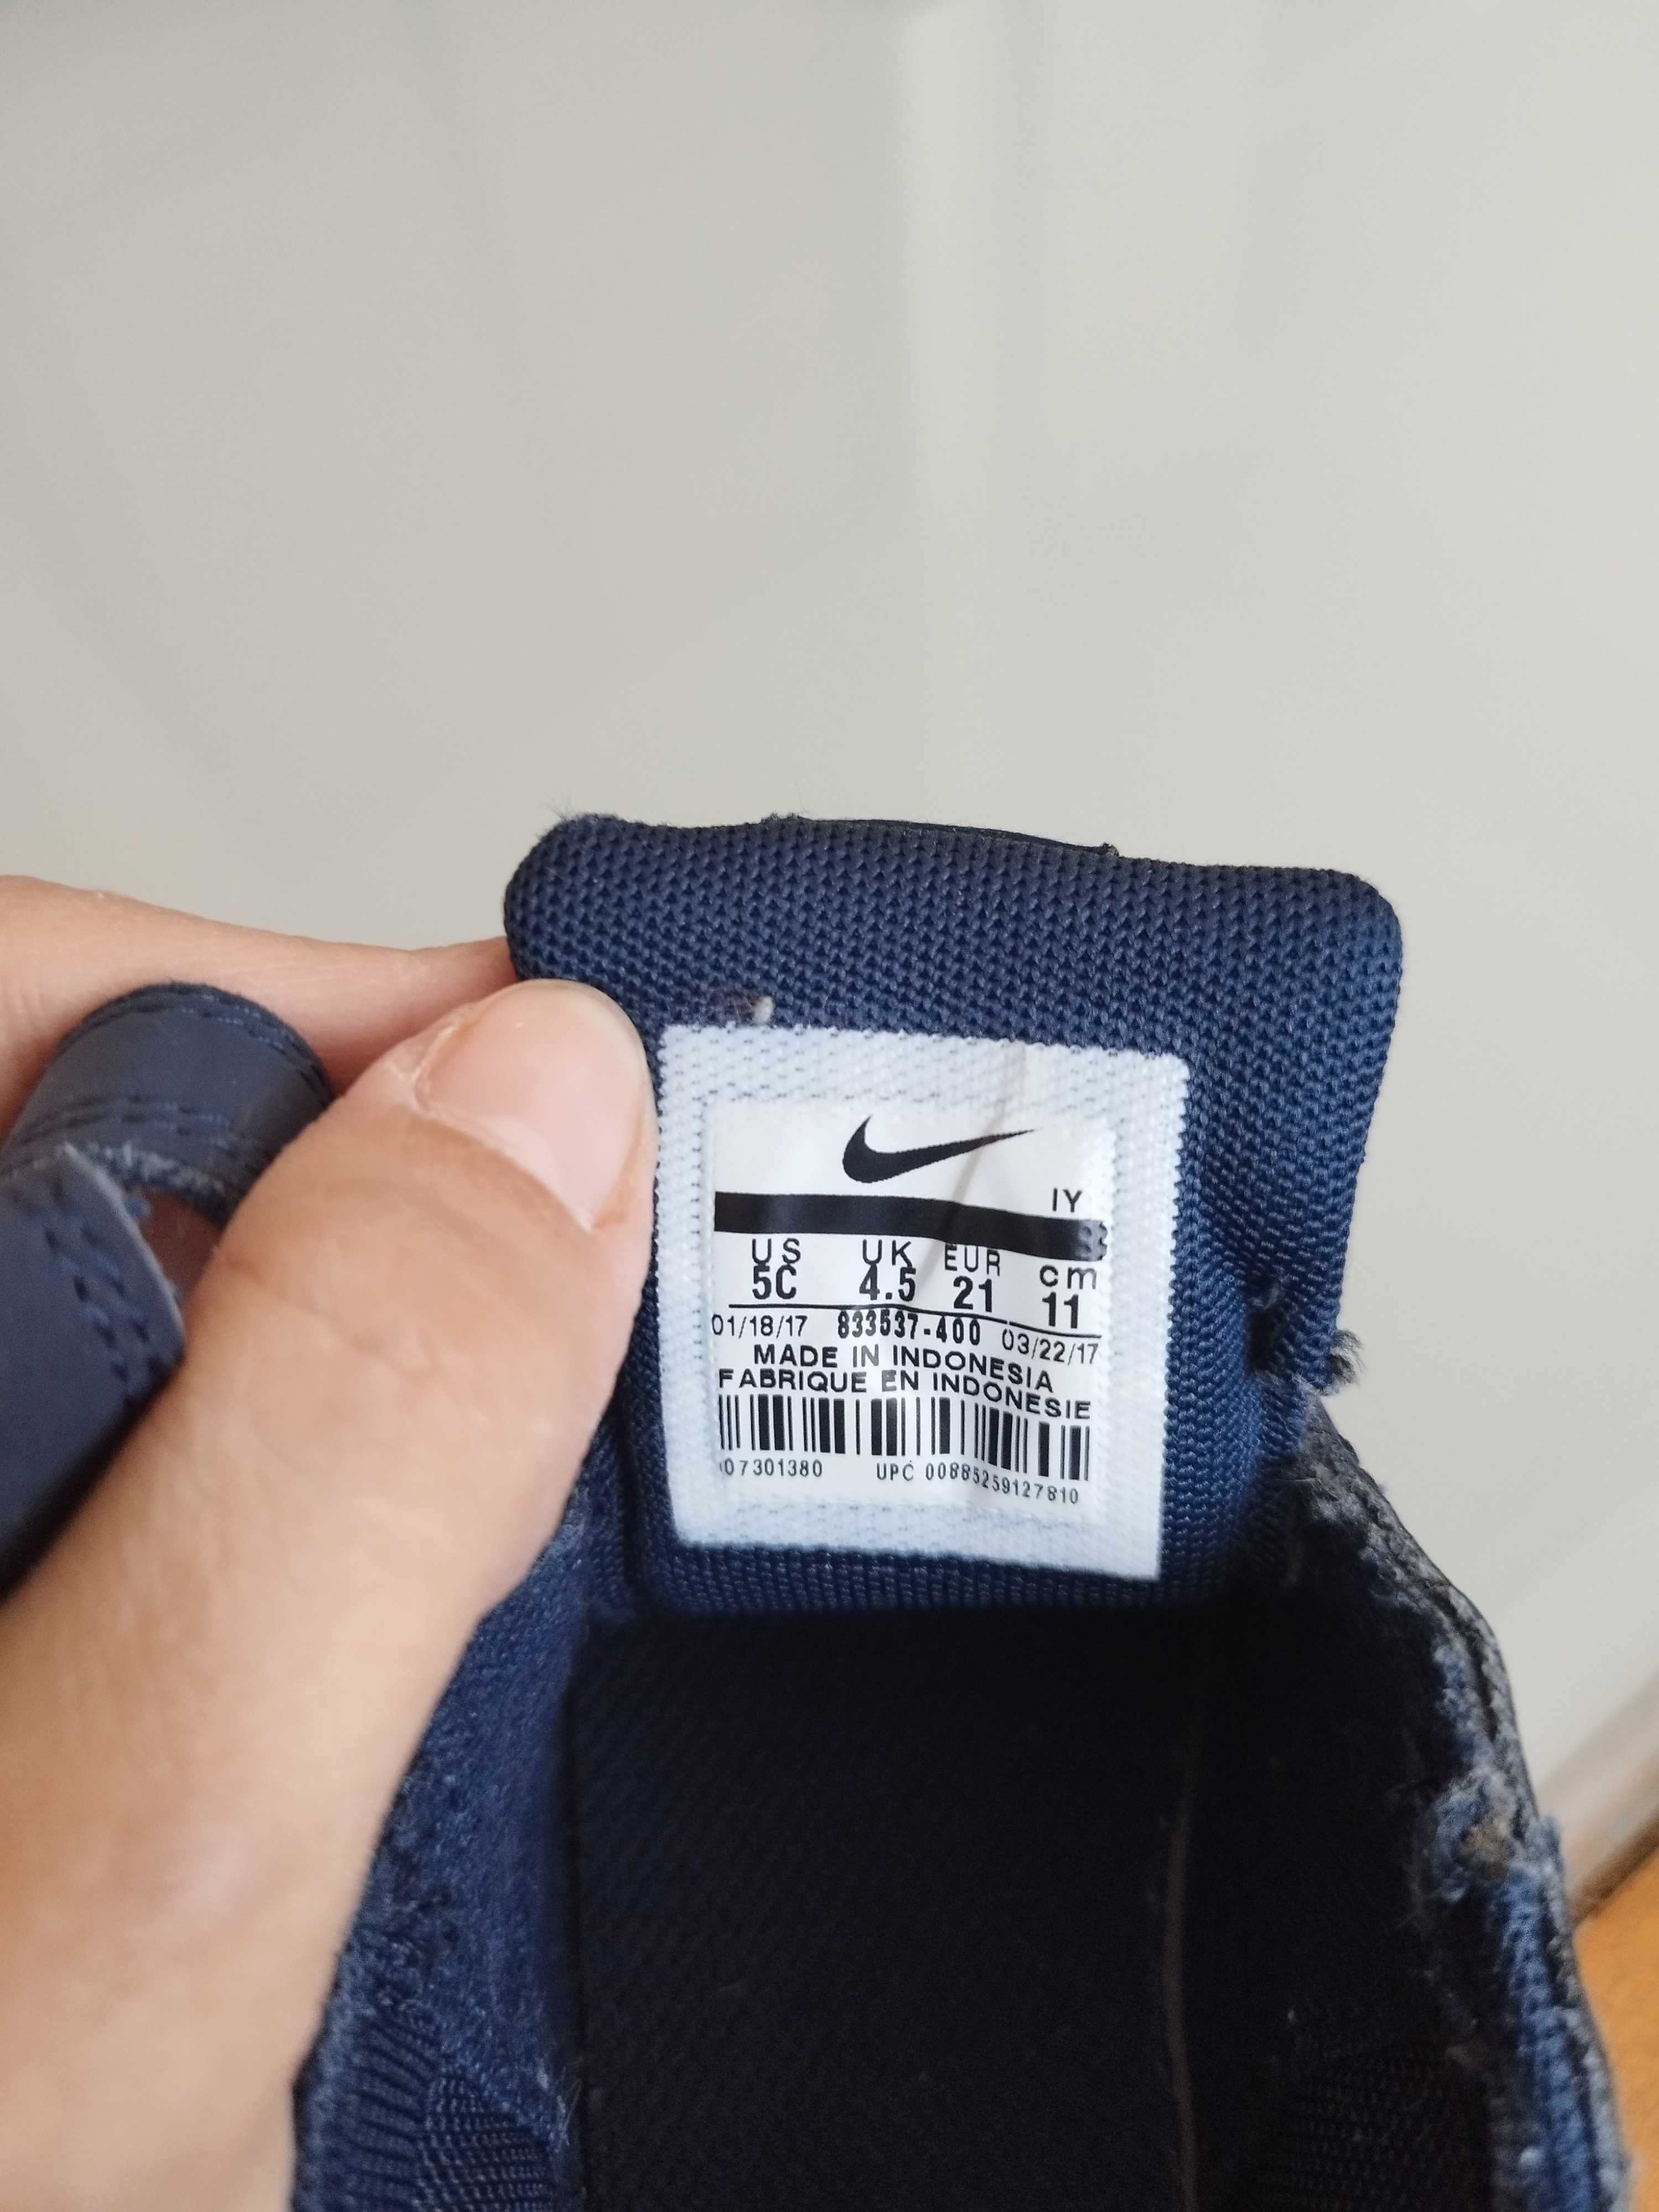 IY
US UK EUR cm
5C 4.5 21 11
01/18/17 833537-400 03/22/17
MADE IN INDONESIA
FABRIQUE EN INDONESIE
07301380 UPC 00885259127810